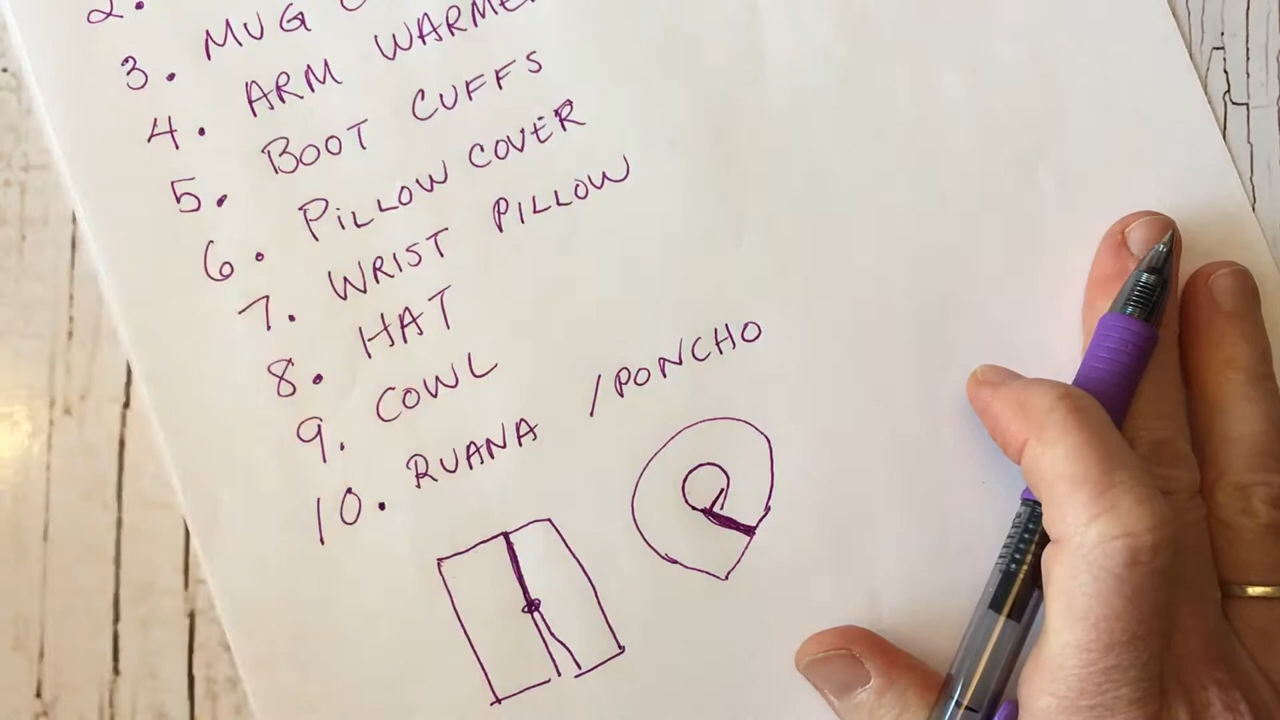 2.
3. MUG
4. ARM
5. BOOT CUFFS
6. PiLLOW COVER
7. WRIST PILLOW
8. HAT
9. COWL
10. RUANA /PONCHO